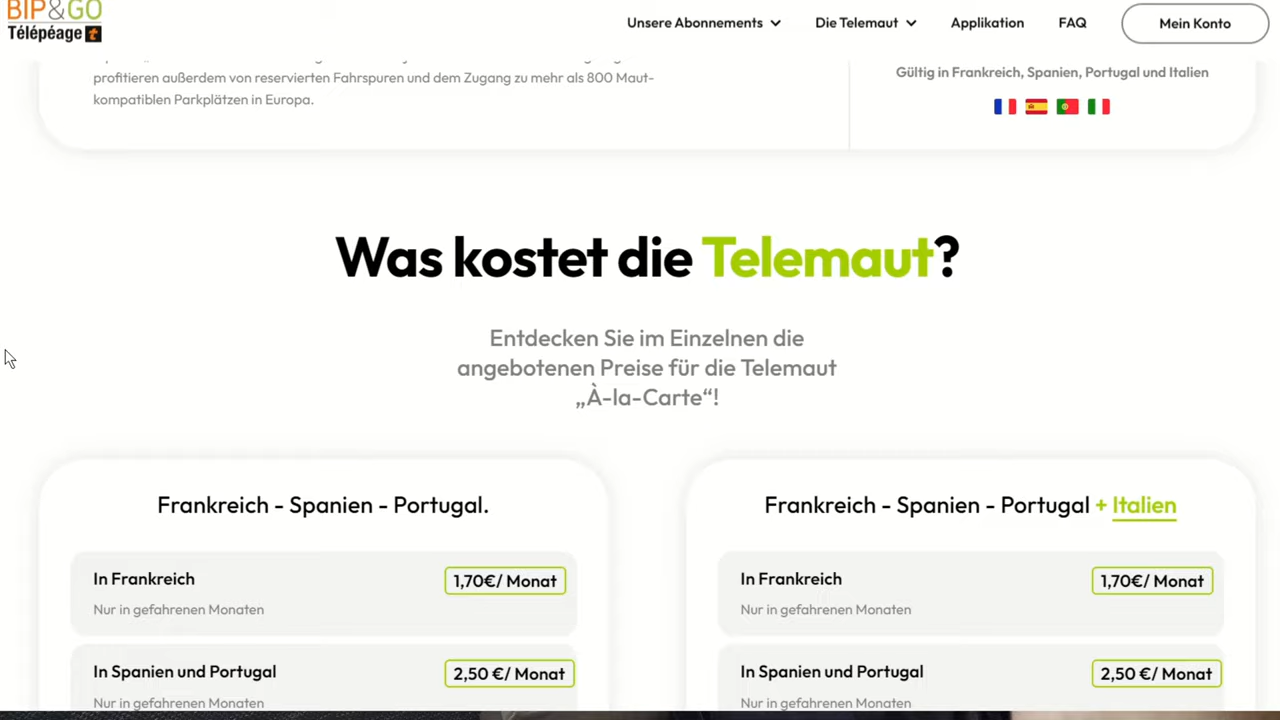 BIP&GO
Télépéage t
Unsere Abonnements
Die Telemaut
Applikation
FAQ
Mein Konto
profitieren außerdem von reservierten Fahrspuren und dem Zugang zu mehr als 800 Maut-
kompatiblen Parkplätzen in Europa.
Gültig in Frankreich, Spanien, Portugal und Italien
Was kostet die Telemaut?
Entdecken Sie im Einzelnen die
angebotenen Preise für die Telemaut
„À-la-Carte“!
Frankreich - Spanien - Portugal.
In Frankreich
1,70€/ Monat
Nur in gefahrenen Monaten
In Spanien und Portugal
2,50 €/ Monat
Nur in gefahrenen Monaten
Frankreich - Spanien - Portugal + Italien
In Frankreich
1,70€/ Monat
Nur in gefahrenen Monaten
In Spanien und Portugal
2,50 €/ Monat
Nur in gefahrenen Monaten